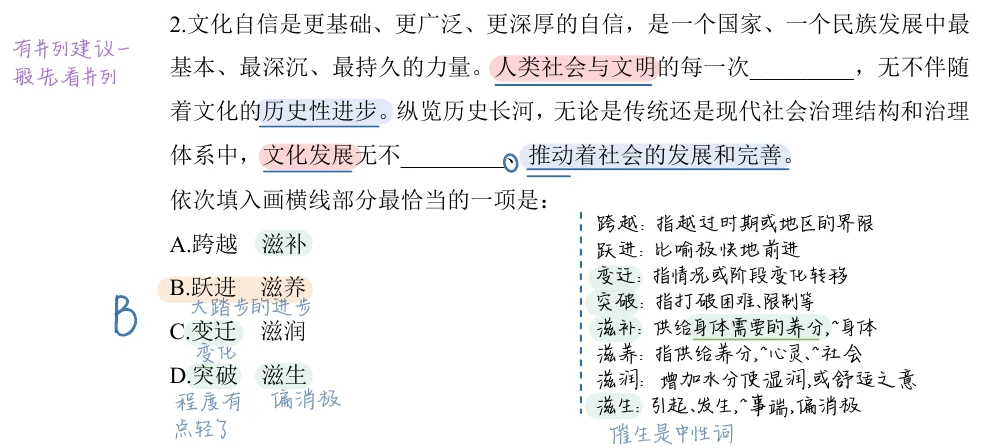 有并列建议一
般先看并列
2.文化自信是更基础、更广泛、更深厚的自信，是一个国家、一个民族发展中最
基本、最深沉、最持久的力量。人类社会与文明的每一次__________，无不伴随
着文化的历史性进步。纵览历史长河，无论是传统还是现代社会治理结构和治理
体系中，文化发展无不__________、推动着社会的发展和完善。
依次填入画横线部分最恰当的一项是：
A.跨越 滋补
B.跃进 滋养
大踏步的进步
B
C.变迁 滋润
变化
D.突破 滋生
程度有 偏消极
点轻了
跨越：指越过时期或地区的界限
跃进：比喻极快地前进
变迁：指情况或阶段变化转移
突破：指打破困难、限制等
滋补：供给身体需要的养分,~身体
滋养：指供给养分,~心灵、~社会
滋润：增加水分使湿润,或舒适之意
滋生：引起、发生,~事端,偏消极
催生是中性词